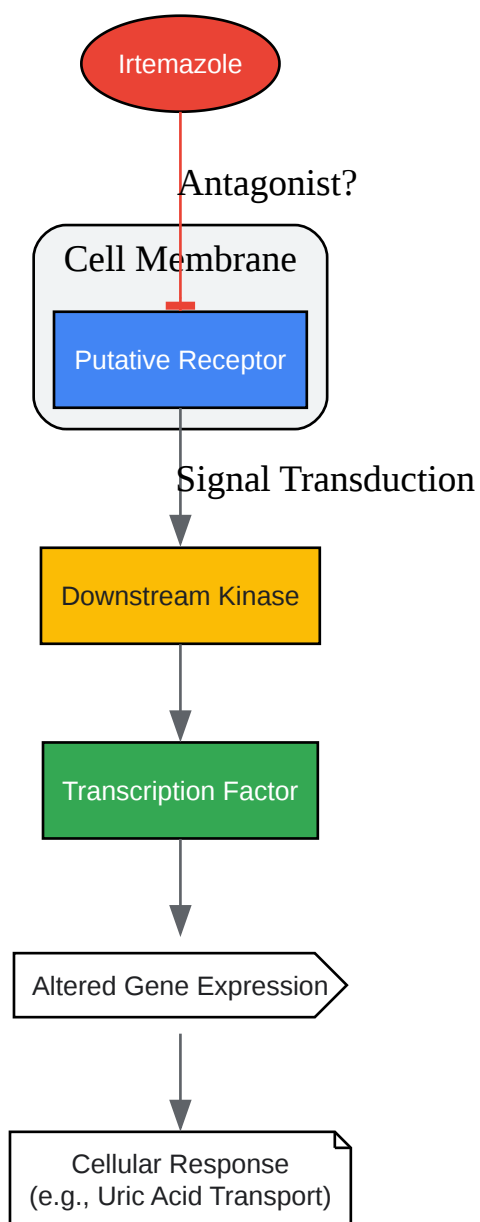 Irtemazole
Antagonist?
Cell Membrane
Putative Receptor
Signal Transduction
Downstream Kinase
Transcription Factor
Altered Gene Expression
Cellular Response
(e.g., Uric Acid Transport)